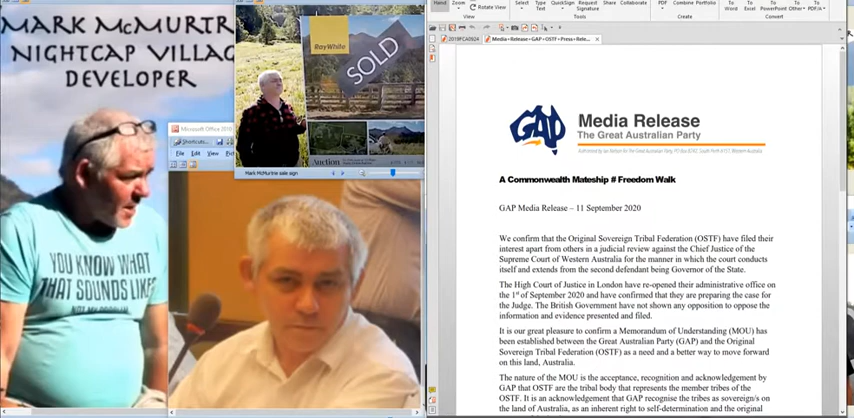 MARK MCMURTR
NIGHTCAP VILLAG
DEVELOPER
YOU KNOW WHAT
THAT SOUNDS LIKE
RayWhite
SOLD
Auction
Mark McMurtrie sale sign
Microsoft Office 2010
Shortcuts...
File Edit View Pic
Hand Zoom Rotate View
Select Type Text QuickSign Request Signature Share Collaborate
PDF Combine Portfolio
Create
To Word To Excel To PowerPoint To Other To PDF/A
Convert
2019FCA0924
Media+Release+GAP+OSTF+Press+Rele...
GAP
Media Release
The Great Australian Party
A Commonwealth Mateship # Freedom Walk
GAP Media Release – 11 September 2020
We confirm that the Original Sovereign Tribal Federation (OSTF) have filed their
interest apart from others in a judicial review against the Chief Justice of the
Supreme Court of Western Australia for the manner in which the court conducts
itself and extends from the second defendant being Governor of the State.
The High Court of Justice in London have re-opened their administrative office on
the 1st of September 2020 and have confirmed that they are preparing the case for
the Judge. The British Government have not shown any opposition to oppose the
information and evidence presented and filed.
It is our great pleasure to confirm a Memorandum of Understanding (MOU) has
been established between the Great Australian Party (GAP) and the Original
Sovereign Tribal Federation (OSTF) as a need and a better way to move forward
on this land, Australia.
The nature of the MOU is the acceptance, recognition and acknowledgement by
GAP that OSTF are the tribal body that represents the member tribes of the
OSTF. It is an acknowledgement that GAP recognise the tribes as sovereign/s on
the land of Australia, as an inherent right to self-determination and the original